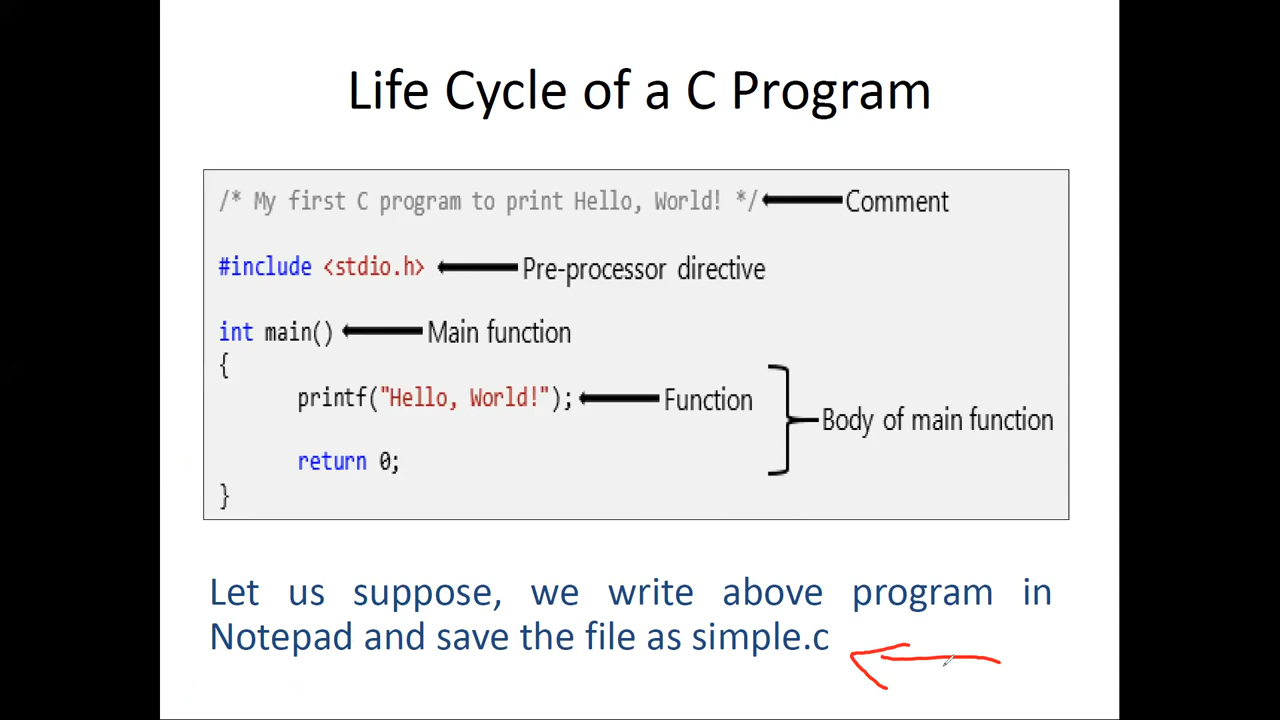 Life Cycle of a C Program
/* My first C program to print Hello, World! */ Comment
#include <stdio.h> Pre-processor directive
int main() Main function
{
printf("Hello, World!"); Function
Body of main function
return 0;
}
Let us suppose, we write above program in
Notepad and save the file as simple.c